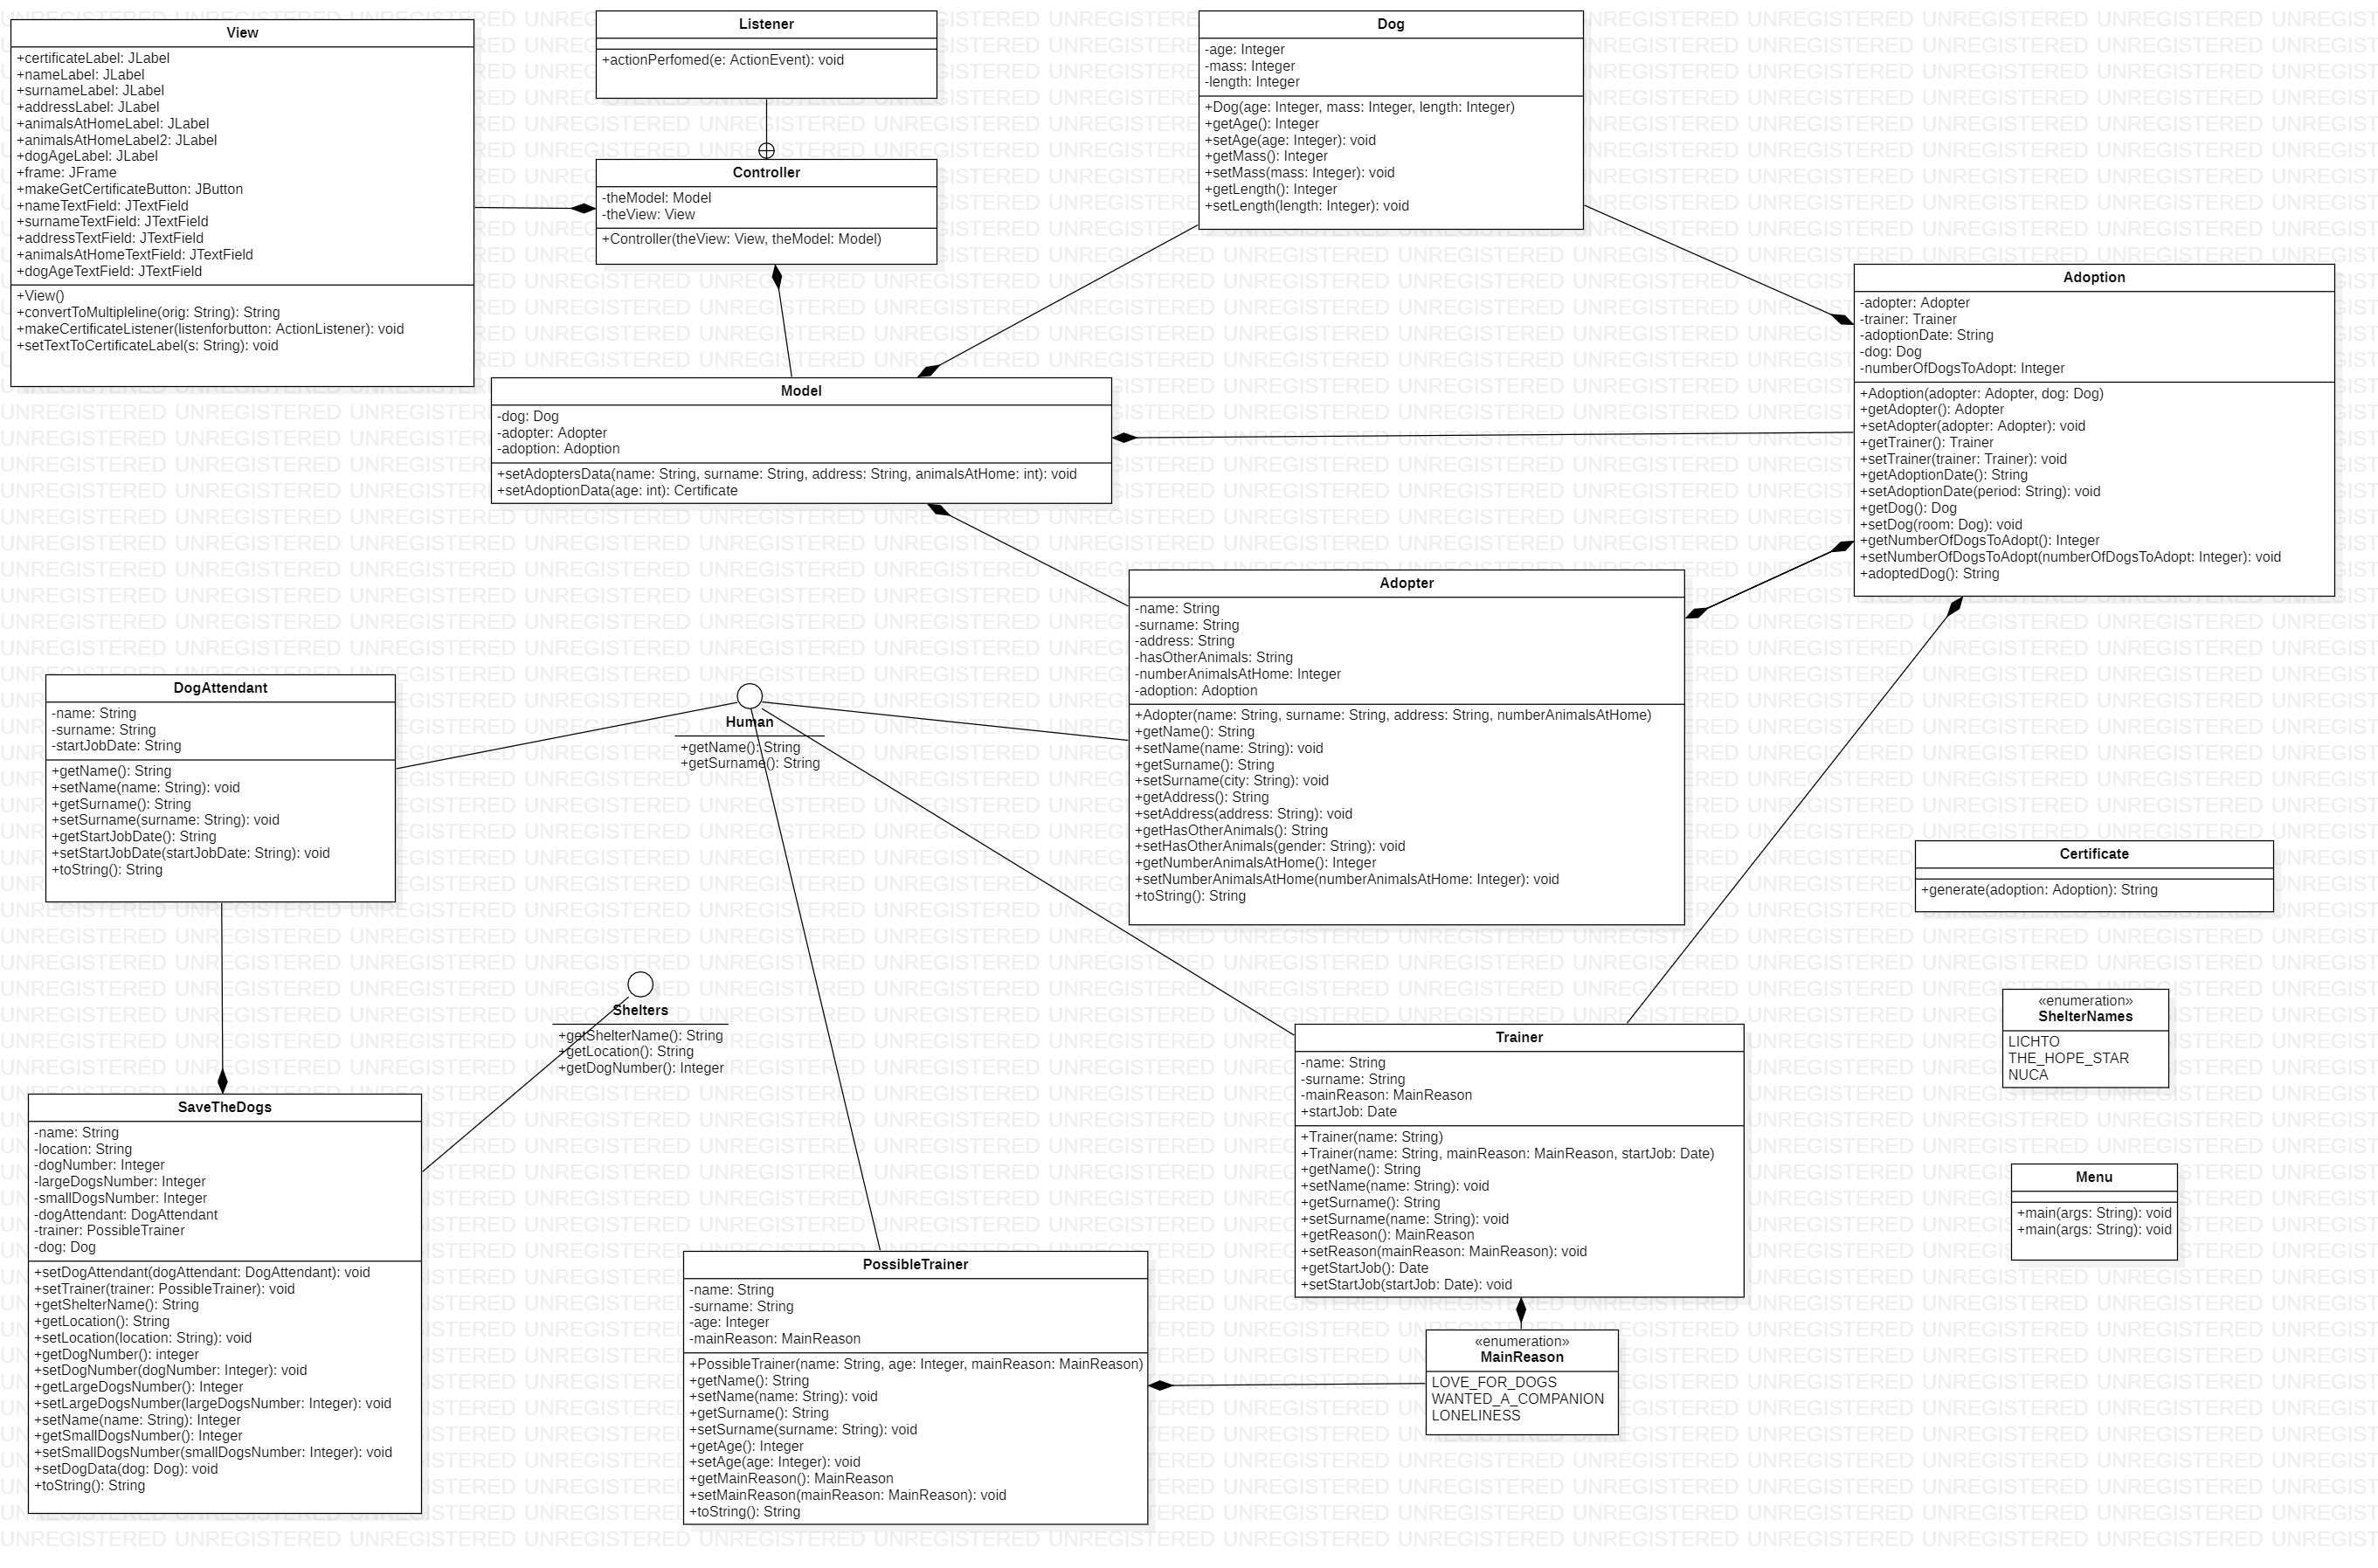 View
+certificateLabel: JLabel
+nameLabel: JLabel
+surnameLabel: JLabel
+addressLabel: JLabel
+animalsAtHomeLabel: JLabel
+animalsAtHomeLabel2: JLabel
+dogAgeLabel: JLabel
+frame: JFrame
+makeGetCertificateButton: JButton
+nameTextField: JTextField
+surnameTextField: JTextField
+addressTextField: JTextField
+animalsAtHomeTextField: JTextField
+dogAgeTextField: JTextField
+View()
+convertToMultipleline(orig: String): String
+makeCertificateListener(listenforbutton: ActionListener): void
+setTextToCertificateLabel(s: String): void
Listener
+actionPerfomed(e: ActionEvent): void
Controller
-theModel: Model
-theView: View
+Controller(theView: View, theModel: Model)
Dog
-age: Integer
-mass: Integer
-length: Integer
+Dog(age: Integer, mass: Integer, length: Integer)
+getAge(): Integer
+setAge(age: Integer): void
+getMass(): Integer
+setMass(mass: Integer): void
+getLength(): Integer
+setLength(length: Integer): void
Adoption
-adopter: Adopter
-trainer: Trainer
-adoptionDate: String
-dog: Dog
-numberOfDogsToAdopt: Integer
+Adoption(adopter: Adopter, dog: Dog)
+getAdopter(): Adopter
+setAdopter(adopter: Adopter): void
+getTrainer(): Trainer
+setTrainer(trainer: Trainer): void
+getAdoptionDate(): String
+setAdoptionDate(period: String): void
+getDog(): Dog
+setDog(room: Dog): void
+getNumberOfDogsToAdopt(): Integer
+setNumberOfDogsToAdopt(numberOfDogsToAdopt: Integer): void
+adoptedDog(): String
Model
-dog: Dog
-adopter: Adopter
-adoption: Adoption
+setAdoptersData(name: String, surname: String, address: String, animalsAtHome: int): void
+setAdoptionData(age: int): Certificate
Adopter
-name: String
-surname: String
-address: String
-hasOtherAnimals: String
-numberAnimalsAtHome: Integer
-adoption: Adoption
+Adopter(name: String, surname: String, address: String, numberAnimalsAtHome)
+getName(): String
+setName(name: String): void
+getSurname(): String
+setSurname(city: String): void
+getAddress(): String
+setAddress(address: String): void
+getHasOtherAnimals(): String
+setHasOtherAnimals(gender: String): void
+getNumberAnimalsAtHome(): Integer
+setNumberAnimalsAtHome(numberAnimalsAtHome: Integer): void
+toString(): String
DogAttendant
-name: String
-surname: String
-startJobDate: String
+getName(): String
+setName(name: String): void
+getSurname(): String
+setSurname(surname: String): void
+getStartJobDate(): String
+setStartJobDate(startJobDate: String): void
+toString(): String
Human
+getName(): String
+getSurname(): String
Certificate
+generate(adoption: Adoption): String
Shelters
+getShelterName(): String
+getLocation(): String
+getDogNumber(): Integer
«enumeration»
ShelterNames
LICHTO
THE_HOPE_STAR
NUCA
Trainer
-name: String
-surname: String
-mainReason: MainReason
+startJob: Date
+Trainer(name: String)
+Trainer(name: String, mainReason: MainReason, startJob: Date)
+getName(): String
+setName(name: String): void
+getSurname(): String
+setSurname(name: String): void
+getReason(): MainReason
+setReason(mainReason: MainReason): void
+getStartJob(): Date
+setStartJob(startJob: Date): void
SaveTheDogs
-name: String
-location: String
-dogNumber: Integer
-largeDogsNumber: Integer
-smallDogsNumber: Integer
-dogAttendant: DogAttendant
-trainer: PossibleTrainer
-dog: Dog
+setDogAttendant(dogAttendant: DogAttendant): void
+setTrainer(trainer: PossibleTrainer): void
+getShelterName(): String
+getLocation(): String
+setLocation(location: String): void
+getDogNumber(): integer
+setDogNumber(dogNumber: Integer): void
+getLargeDogsNumber(): Integer
+setLargeDogsNumber(largeDogsNumber: Integer): void
+setName(name: String): Integer
+getSmallDogsNumber(): Integer
+setSmallDogsNumber(smallDogsNumber: Integer): void
+setDogData(dog: Dog): void
+toString(): String
Menu
+main(args: String): void
+main(args: String): void
PossibleTrainer
-name: String
-surname: String
-age: Integer
-mainReason: MainReason
+PossibleTrainer(name: String, age: Integer, mainReason: MainReason)
+getName(): String
+setName(name: String): void
+getSurname(): String
+setSurname(surname: String): void
+getAge(): Integer
+setAge(age: Integer): void
+getMainReason(): MainReason
+setMainReason(mainReason: MainReason): void
+toString(): String
«enumeration»
MainReason
LOVE_FOR_DOGS
WANTED_A_COMPANION
LONELINESS
UNREGISTERED